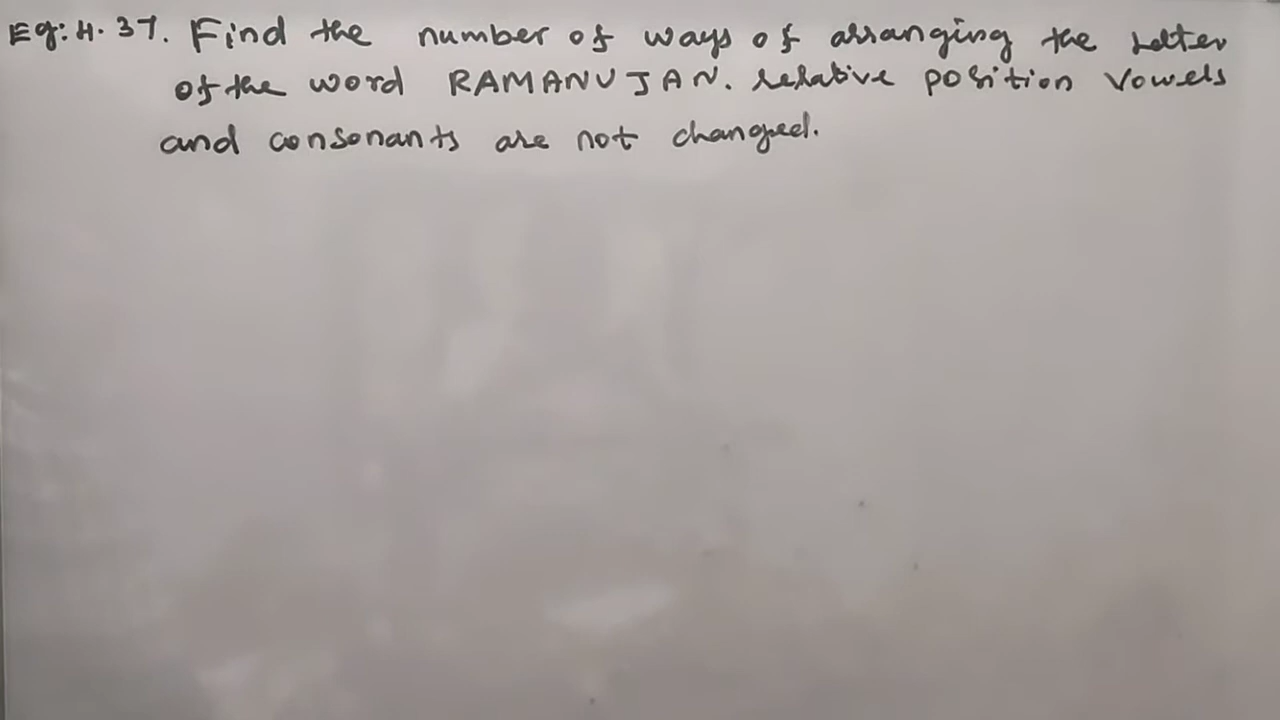 Eg: 4. 37. Find the number of ways of arranging the Letter
of the word RAMANUJAN. relative position Vowels
and consonants are not changed.